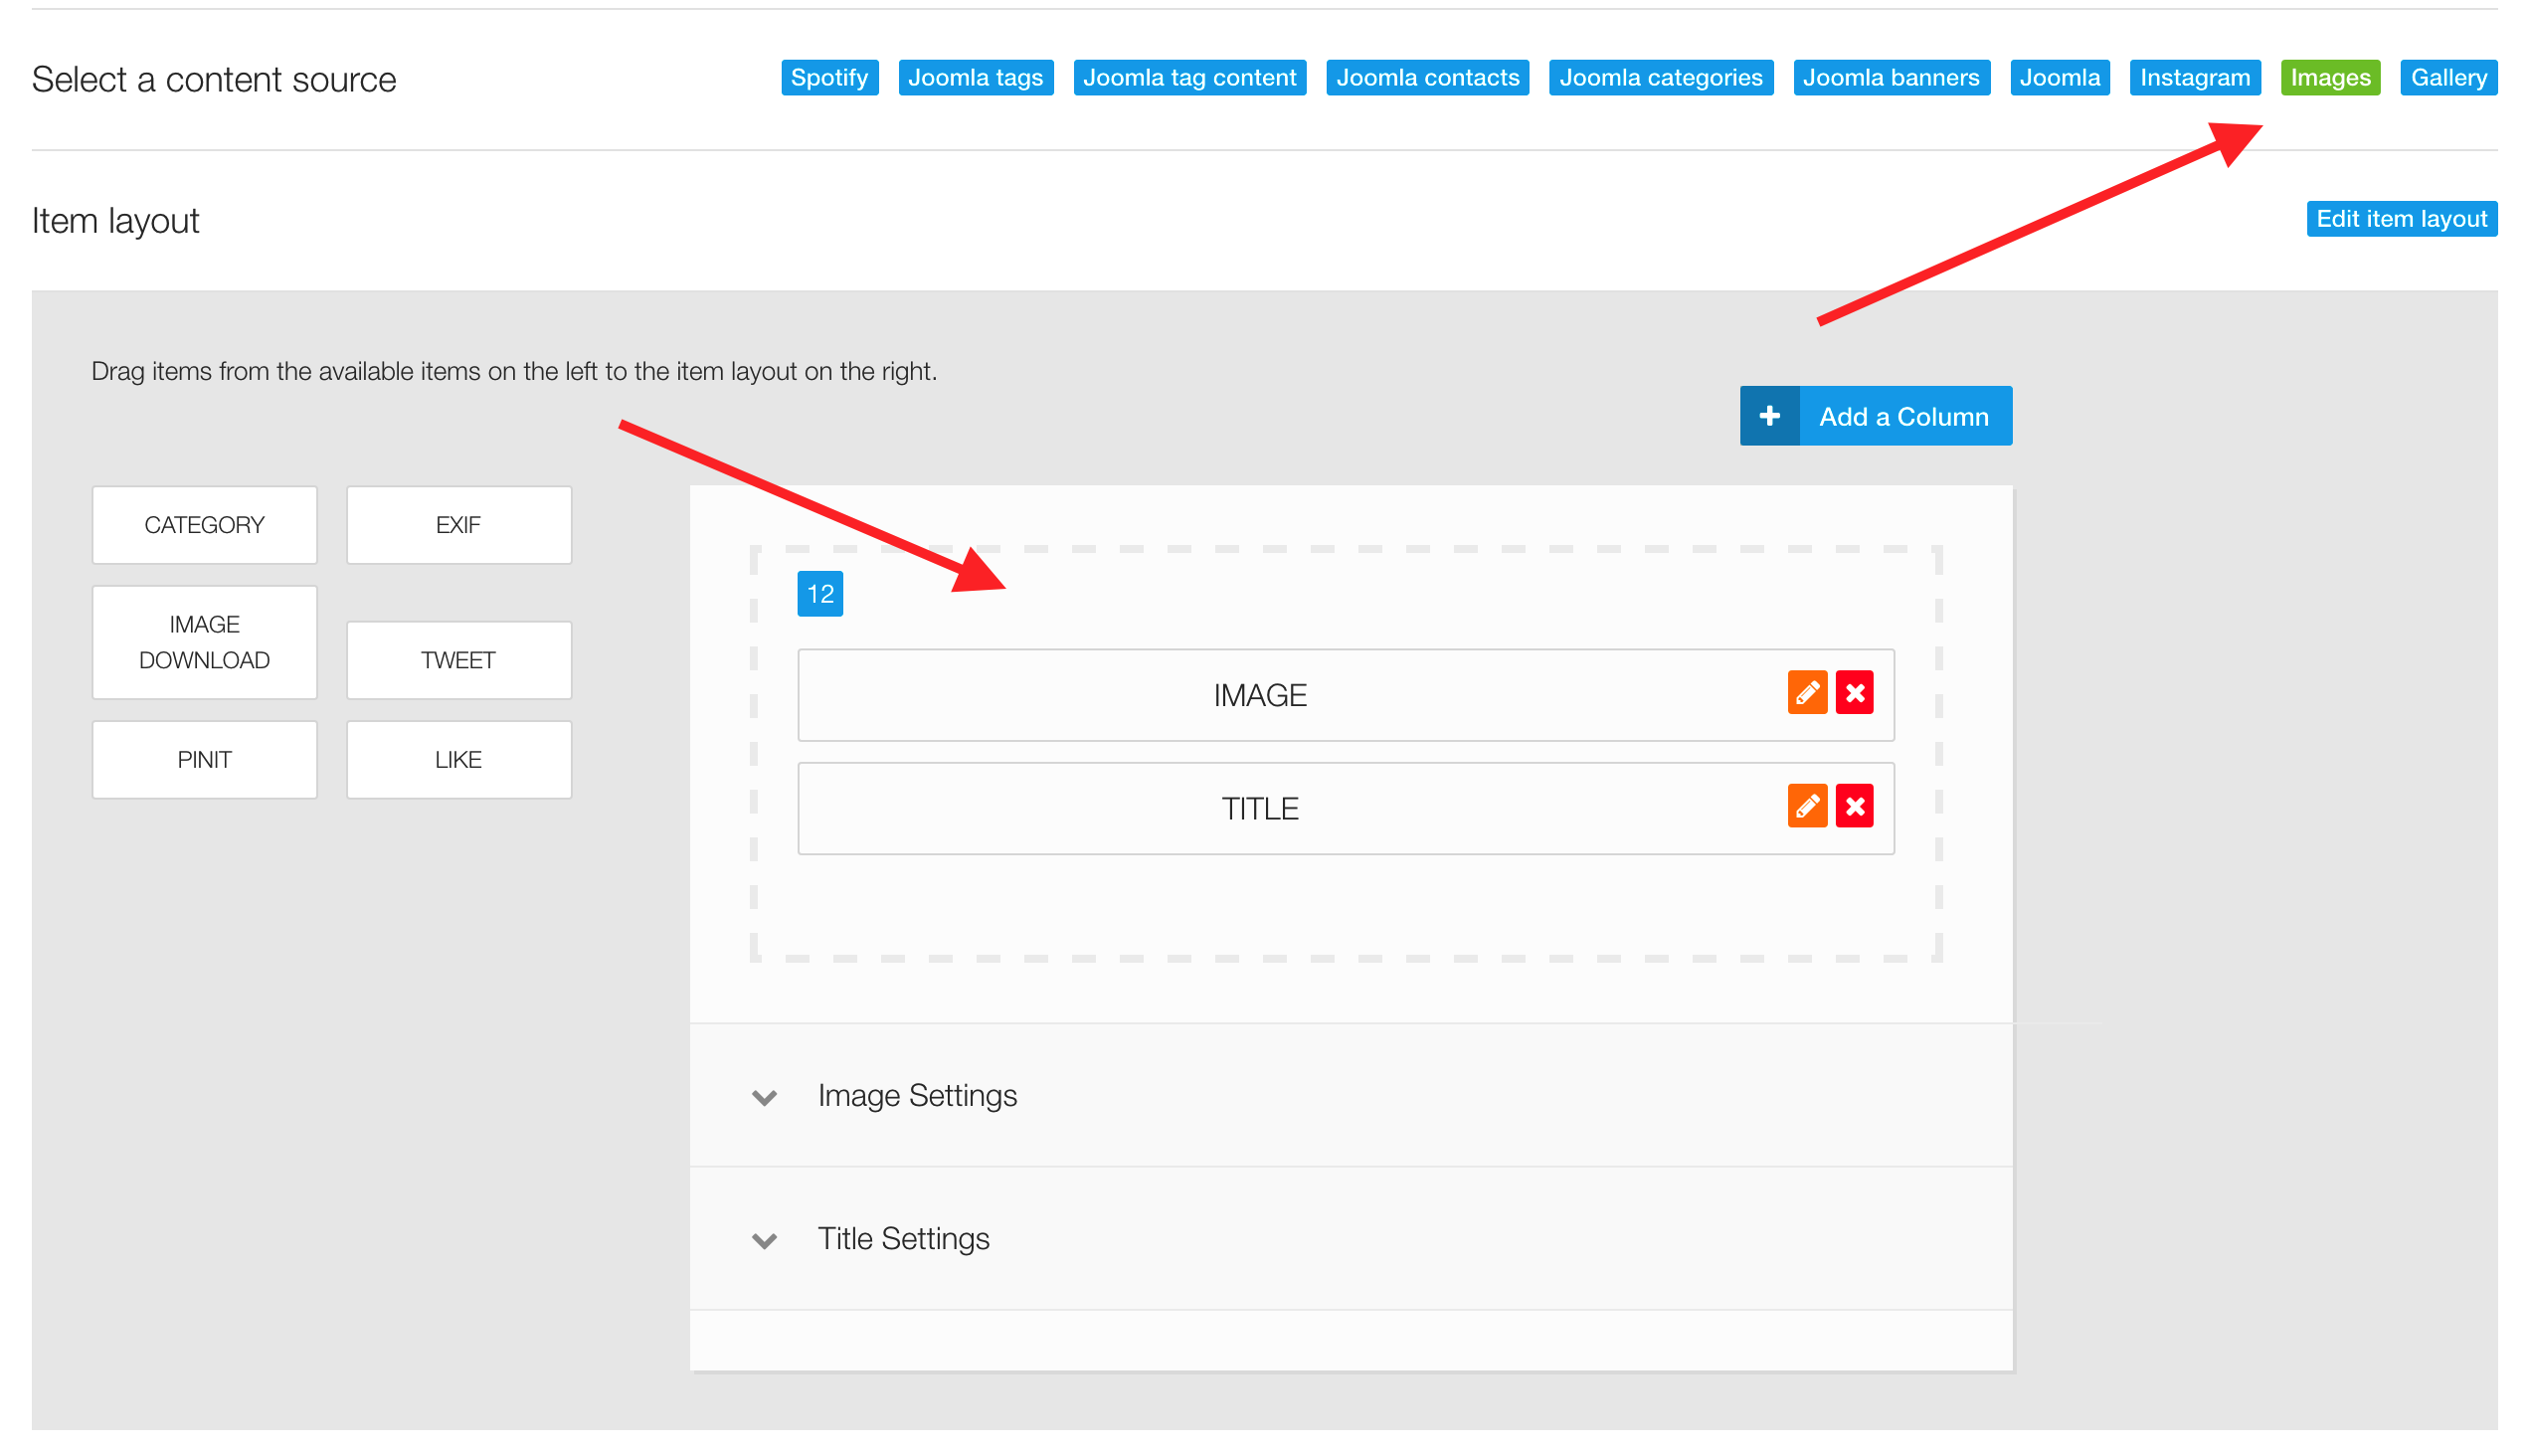 Select a content source
Spotify Joomla tags Joomla tag content Joomla contacts Joomla categories Joomla banners Joomla Instagram Images Gallery
Item layout
Edit item layout
Drag items from the available items on the left to the item layout on the right.
Add a Column
CATEGORY
EXIF
IMAGE
DOWNLOAD
TWEET
PINIT
LIKE
12
IMAGE
TITLE
Image Settings
Title Settings